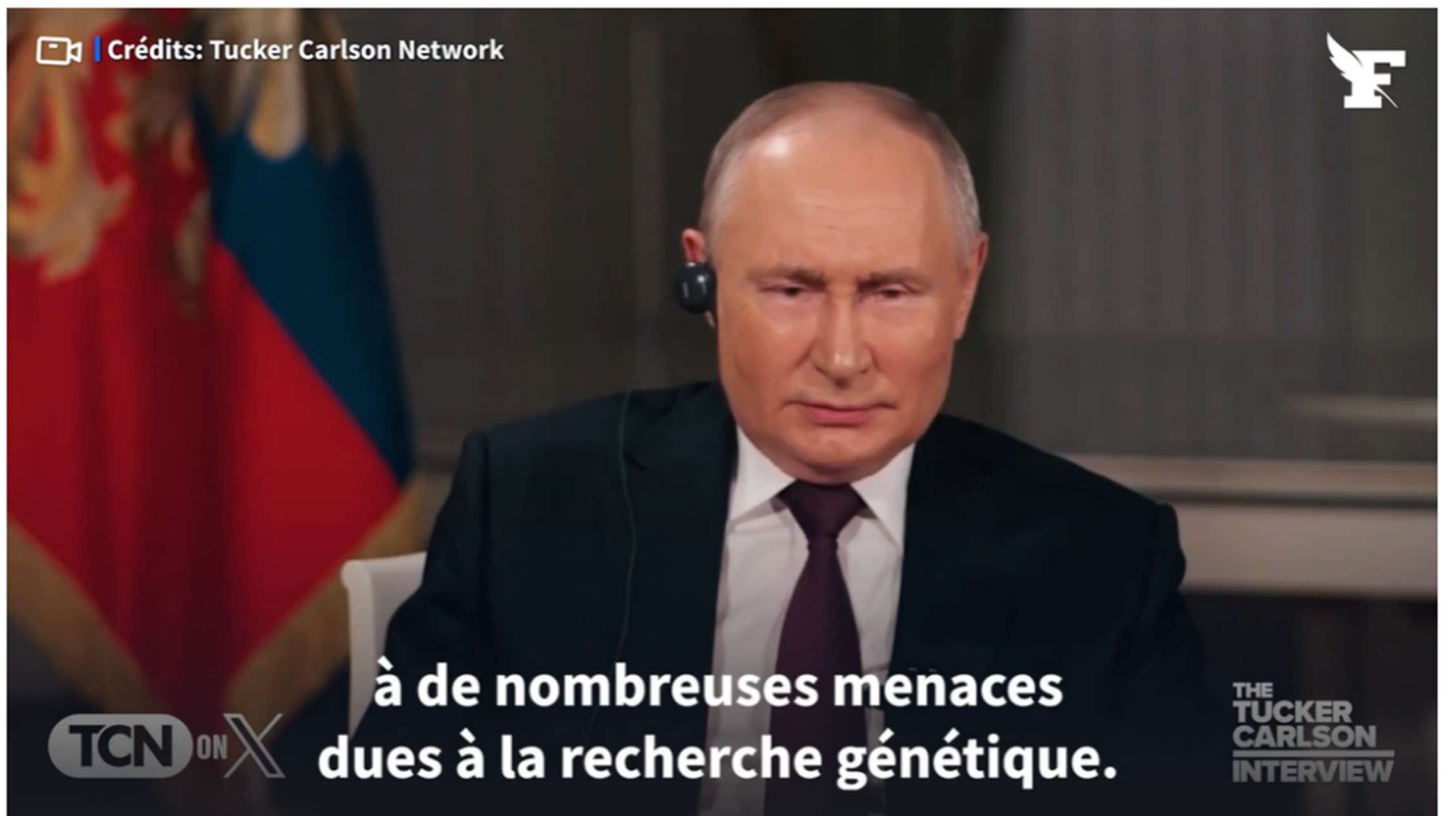 Crédits: Tucker Carlson Network
F
à de nombreuses menaces
dues à la recherche génétique.
TCN ON X
THE
TUCKER
CARLSON
INTERVIEW